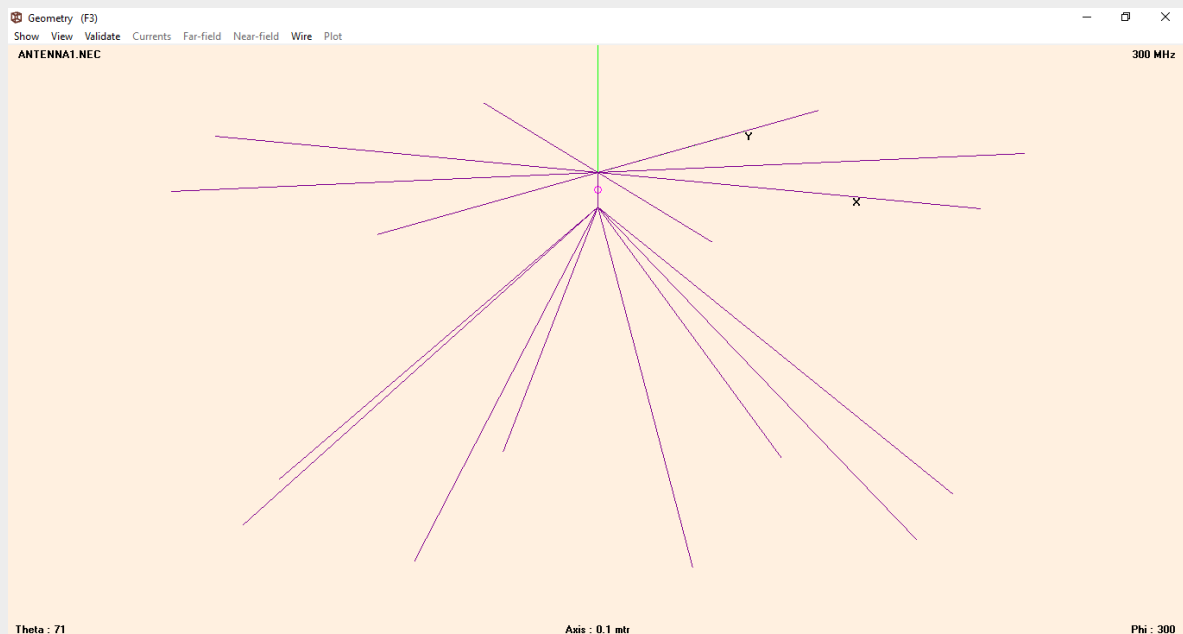 Geometry (F3)
Show View Validate Currents Far-field Near-field Wire Plot
ANTENNA1.NEC 300 MHz
Y
X
Theta : 71 Axis : 0.1 mtr Phi : 300